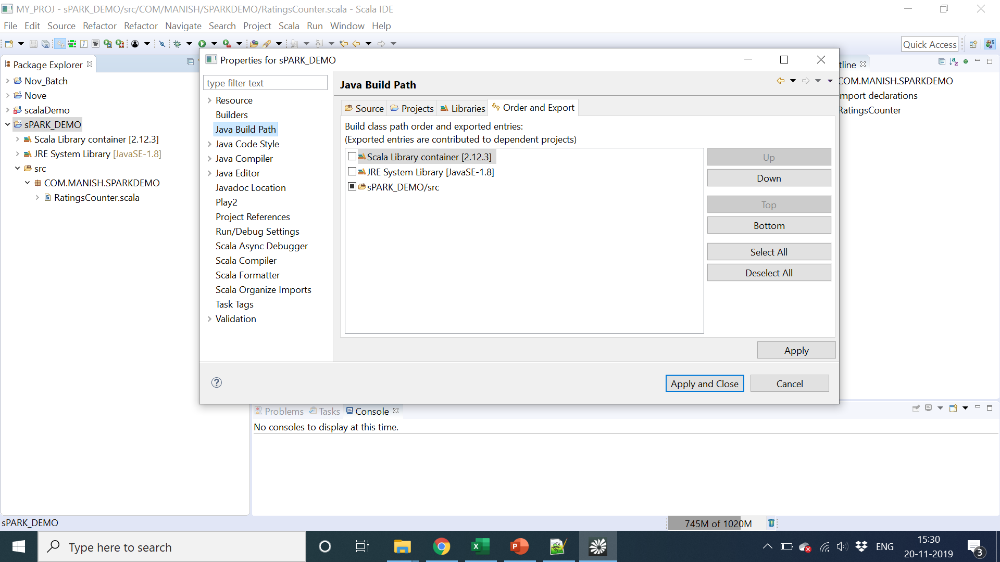 MY_PROJ - sPARK_DEMO/src/COM/MANISH/SPARKDEMO/RatingsCounter.scala - Scala IDE
File Edit Source Refactor Refactor Navigate Search Project Scala Run Window Help
Quick Access
Package Explorer
Nov_Batch
Nove
scalaDemo
sPARK_DEMO
Scala Library container [2.12.3]
JRE System Library [JavaSE-1.8]
src
COM.MANISH.SPARKDEMO
RatingsCounter.scala
Properties for sPARK_DEMO
type filter text
Resource
Builders
Java Build Path
Java Code Style
Java Compiler
Java Editor
Javadoc Location
Play2
Project References
Run/Debug Settings
Scala Async Debugger
Scala Compiler
Scala Formatter
Scala Organize Imports
Task Tags
Validation
Java Build Path
Source Projects Libraries Order and Export
Build class path order and exported entries:
(Exported entries are contributed to dependent projects)
Scala Library container [2.12.3]
JRE System Library [JavaSE-1.8]
sPARK_DEMO/src
Up
Down
Top
Bottom
Select All
Deselect All
Apply
Apply and Close Cancel
tline
COM.MANISH.SPARKDEMO
mport declarations
RatingsCounter
Problems Tasks Console
No consoles to display at this time.
sPARK_DEMO
745M of 1020M
Type here to search
ENG
15:30
20-11-2019
3